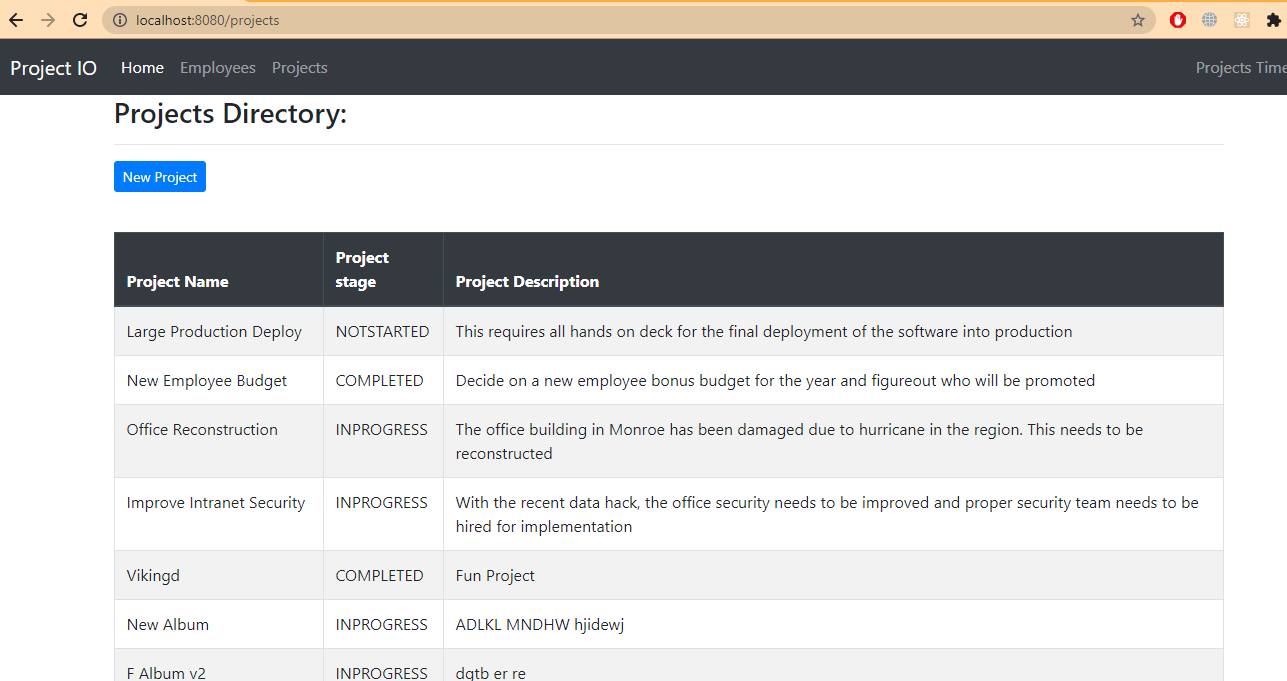 localhost:8080/projects
Project IO Home Employees Projects Projects Time
Projects Directory:
New Project
Project Name Project stage Project Description
Large Production Deploy NOTSTARTED This requires all hands on deck for the final deployment of the software into production
New Employee Budget COMPLETED Decide on a new employee bonus budget for the year and figureout who will be promoted
Office Reconstruction INPROGRESS The office building in Monroe has been damaged due to hurricane in the region. This needs to be
reconstructed
Improve Intranet Security INPROGRESS With the recent data hack, the office security needs to be improved and proper security team needs to be
hired for implementation
Vikingd COMPLETED Fun Project
New Album INPROGRESS ADLKL MNDHW hjidewj
F Album v2 INPROGRESS dgtb er re